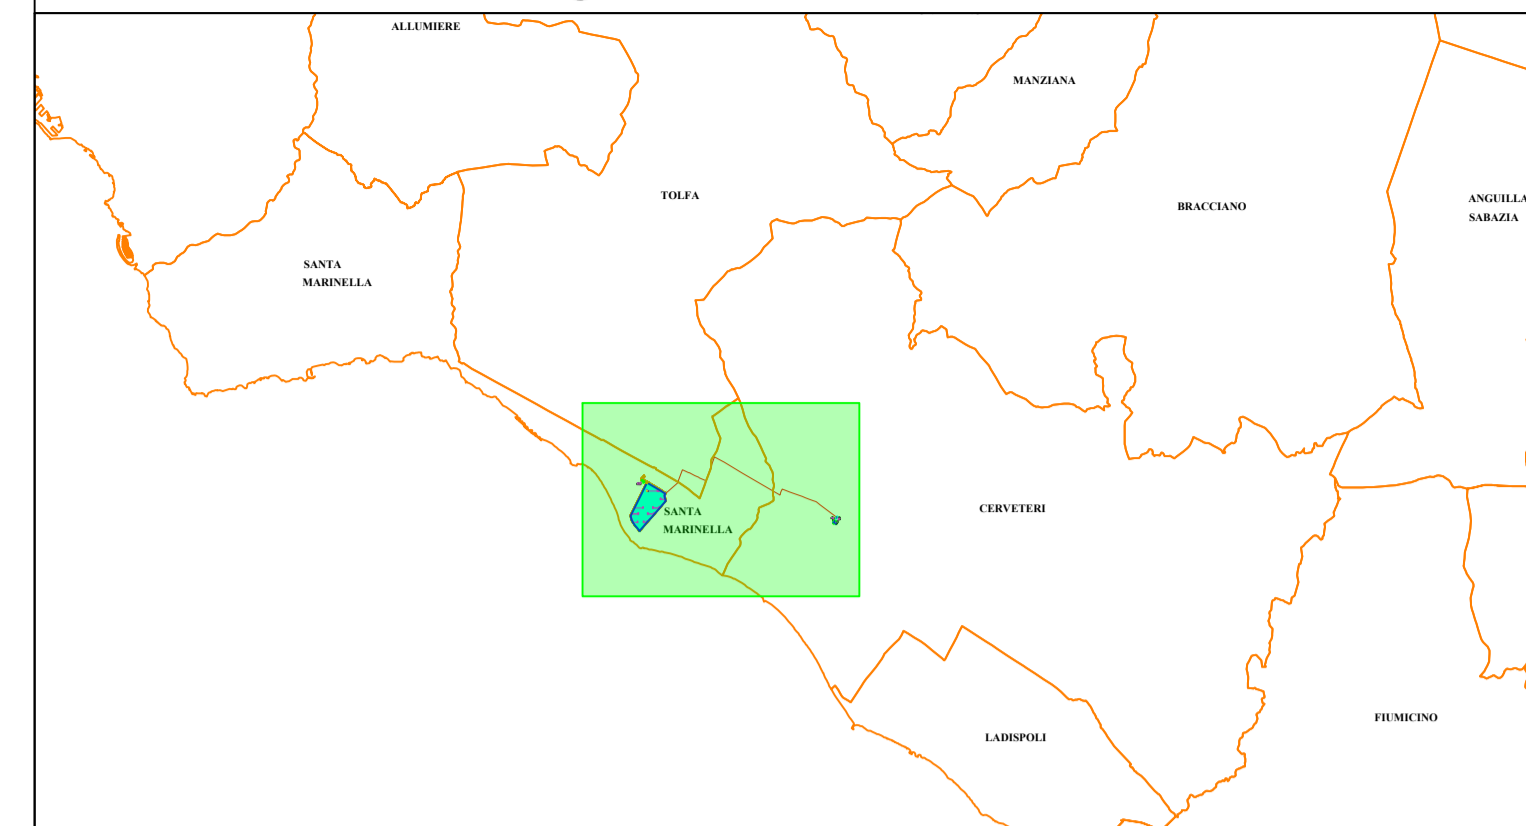 ALLUMIERE
MANZIANA
TOLFA
BRACCIANO
ANGUILLA
SABAZIA
SANTA
MARINELLA
SANTA
MARINELLA
CERVETERI
FIUMICINO
LADISPOLI